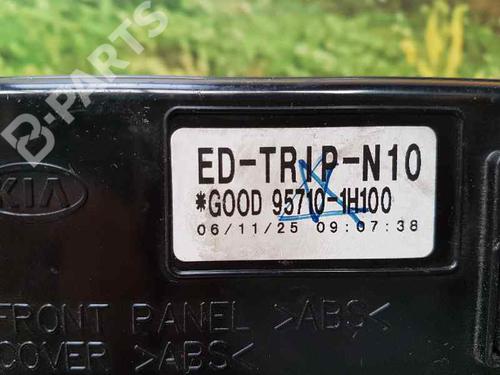 B-PARTS
KIA
ED-TRIP-N10
*GOOD 95710-1H100
06/11/25 09:07:38
FRONT PANEL >ABS<
COVER >ABS<